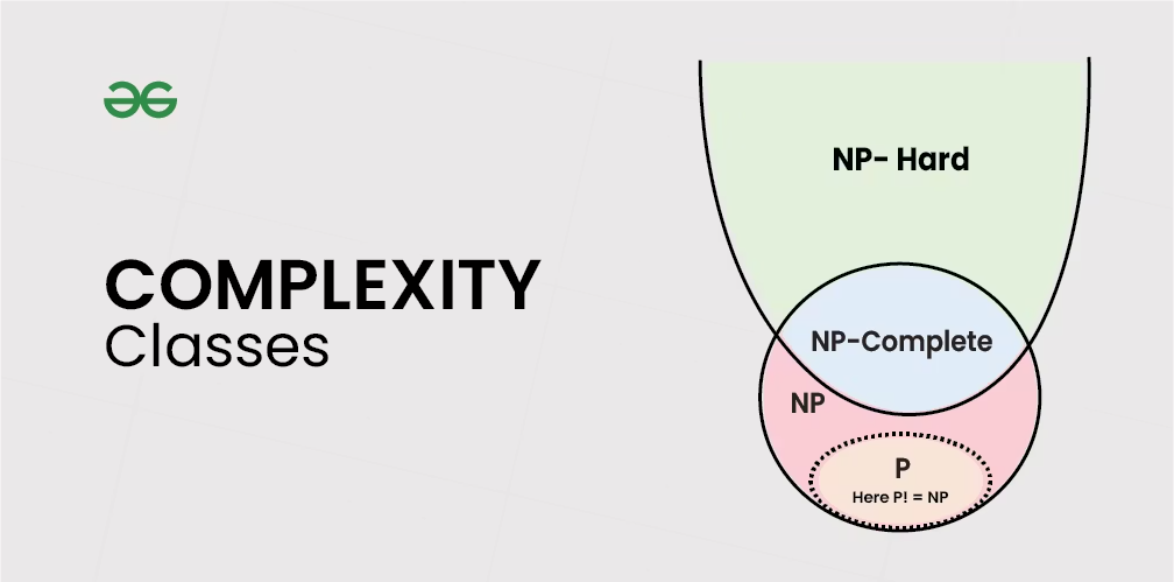 COMPLEXITY
Classes
NP- Hard
NP-Complete
NP
P
Here P! = NP